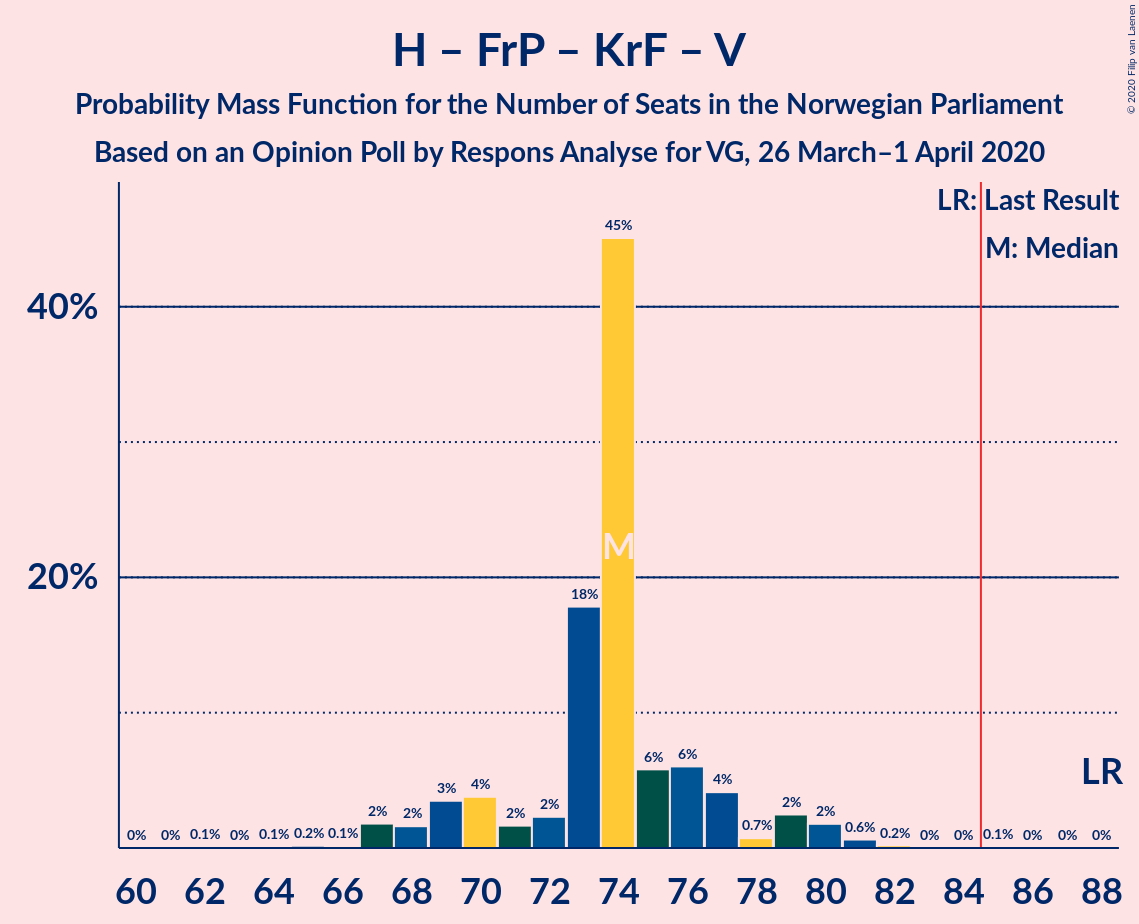 H – FrP – KrF – V
Probability Mass Function for the Number of Seats in the Norwegian Parliament
Based on an Opinion Poll by Respons Analyse for VG, 26 March–1 April 2020
© 2020 Filip van Laenen
LR: Last Result
M: Median
45%
40%
M
20%
18%
LR
6% 6%
4%
3% 4%
2% 2% 2% 2% 0.7% 2% 2%
0% 0% 0.1% 0% 0.1% 0.2% 0.1% 0.6% 0.2% 0% 0% 0.1% 0% 0% 0%
60 62 64 66 68 70 72 74 76 78 80 82 84 86 88